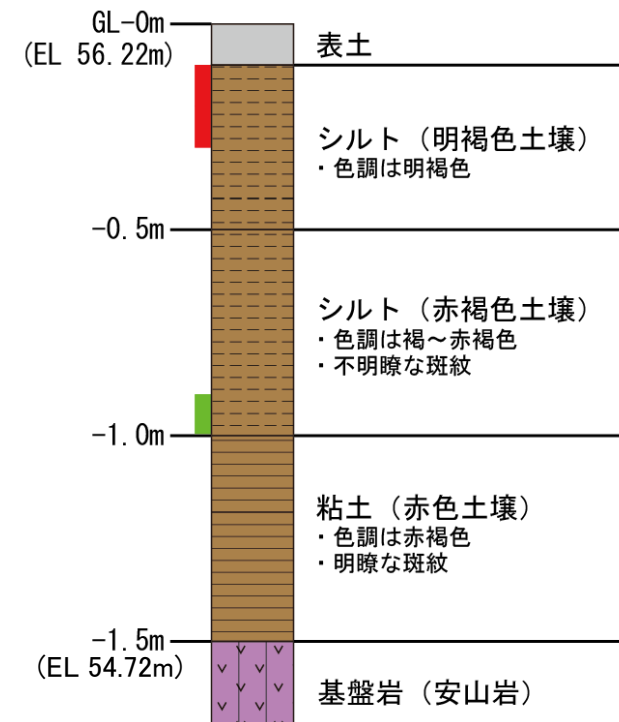 GL-0m
(EL 56.22m)
表土
シルト（明褐色土壌）
・色調は明褐色
-0.5m
シルト（赤褐色土壌）
・色調は褐～赤褐色
・不明瞭な斑紋
-1.0m
粘土（赤色土壌）
・色調は赤褐色
・明瞭な斑紋
-1.5m
(EL 54.72m)
基盤岩（安山岩）